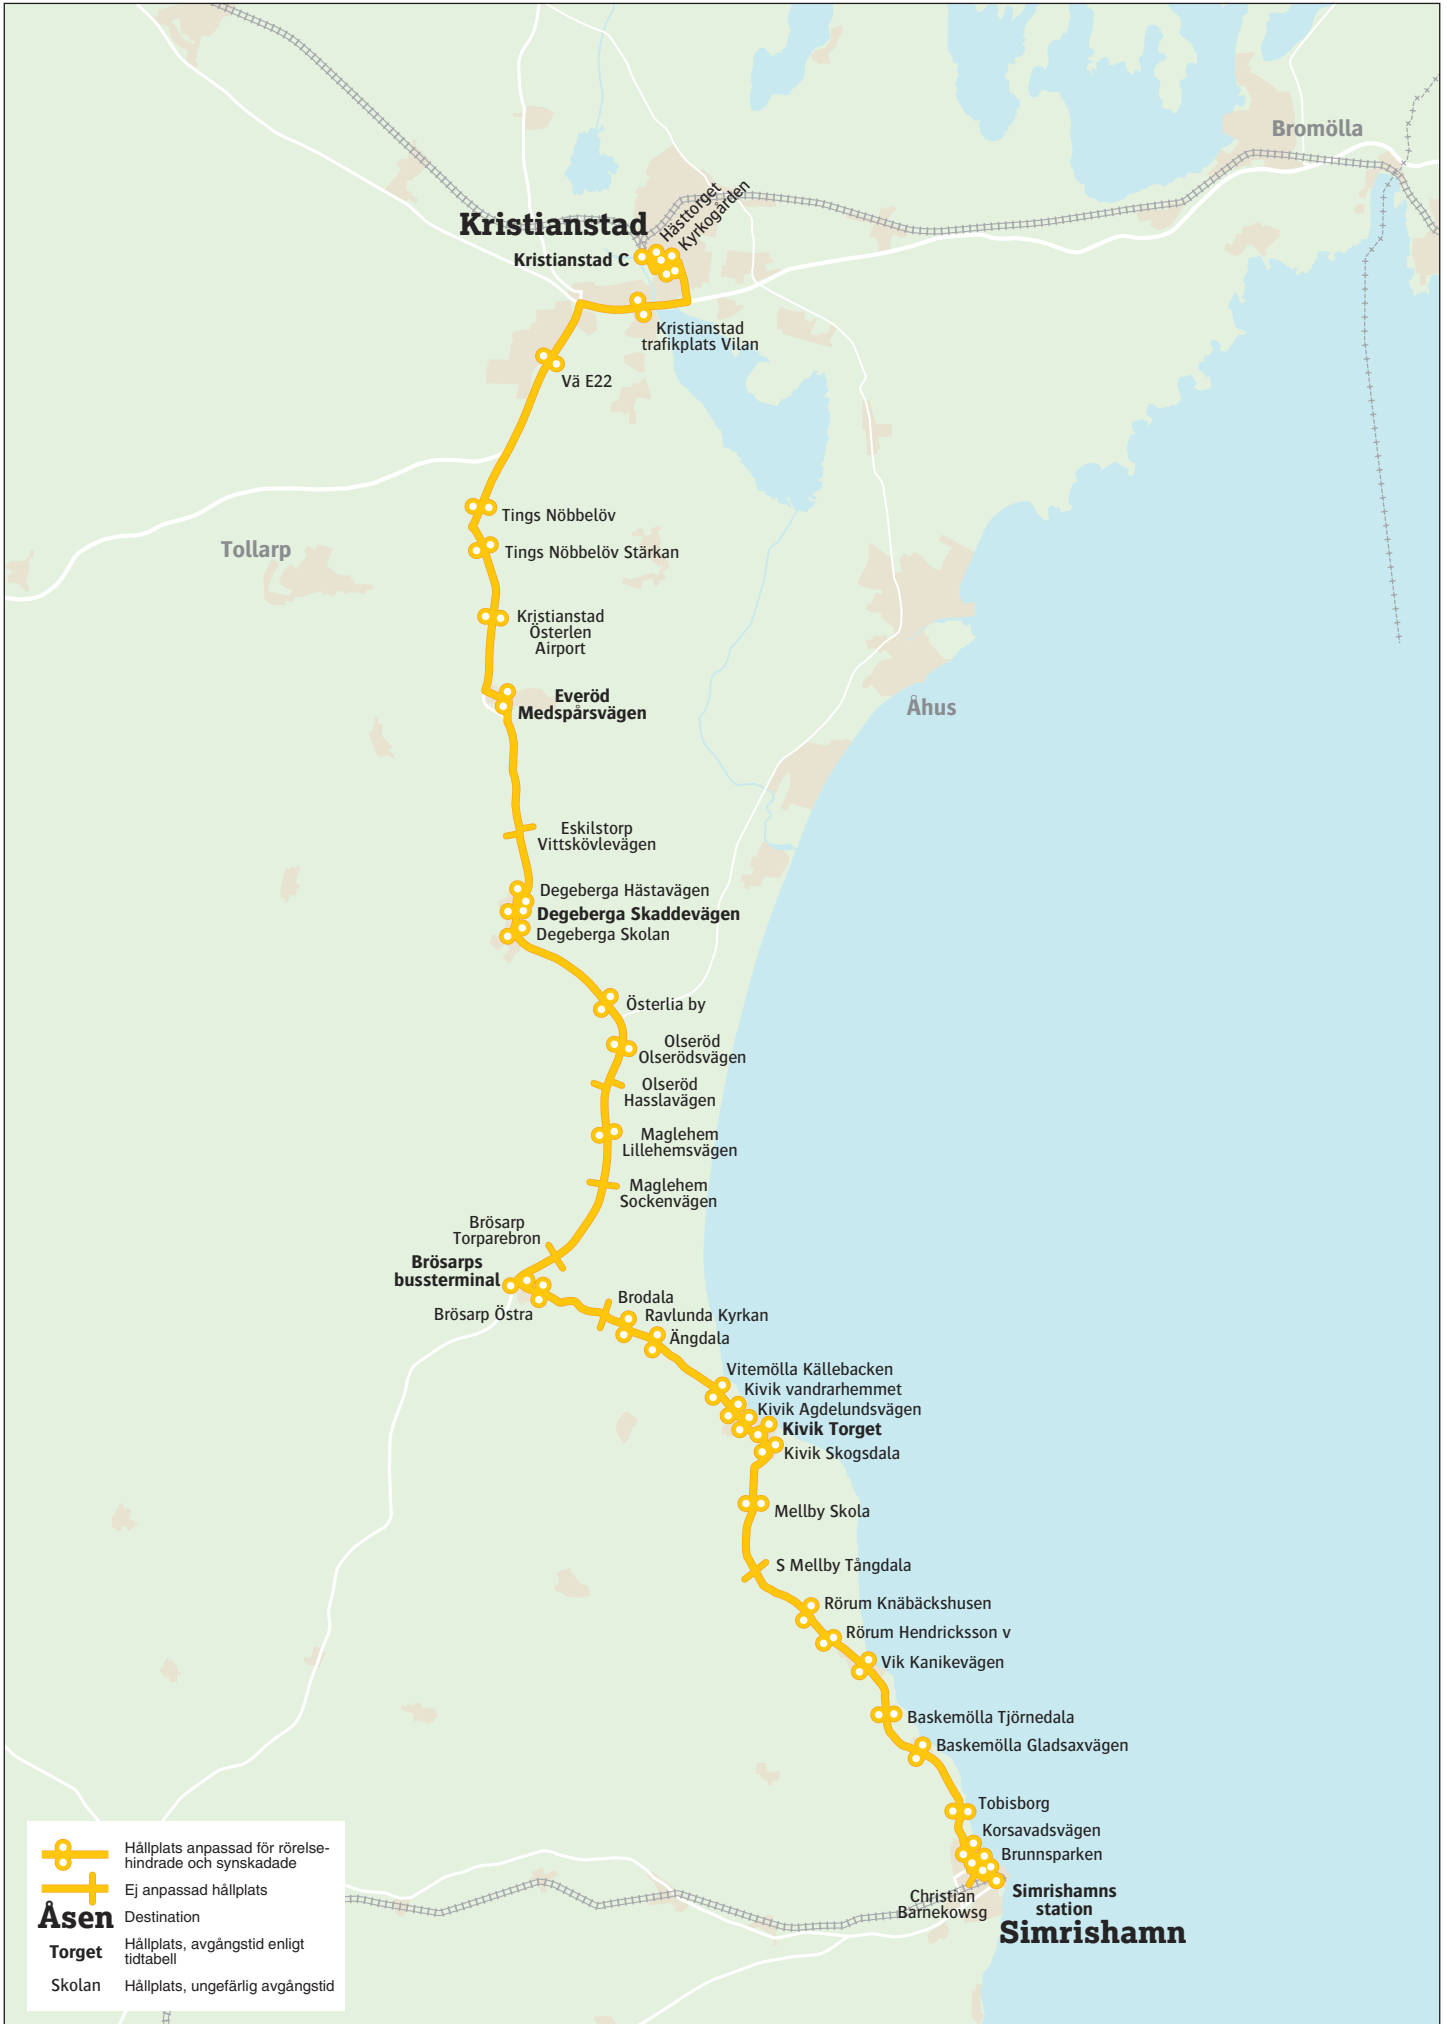 Bromölla
Hästtorget
Kyrkogården
Kristianstad
Kristianstad C
Kristianstad
trafikplats Vilan
Vä E22
Tings Nöbbelöv
Tollarp
Tings Nöbbelöv Stärkan
Kristianstad
Österlen
Airport
Everöd
Medspårsvägen
Åhus
Eskilstorp
Vittskövlevägen
Degeberga Hästavägen
Degeberga Skaddevägen
Degeberga Skolan
Österlia by
Olseröd
Olserödsvägen
Olseröd
Hasslavägen
Maglehem
Lillehemsvägen
Maglehem
Sockenvägen
Brösarp
Torparebron
Brösarps
bussterminal
Brösarp Östra
Brodala
Ravlunda Kyrkan
Ängdala
Vitemölla Källebacken
Kivik vandrarhemmet
Kivik Agdelundsvägen
Kivik Torget
Kivik Skogsdala
Mellby Skola
S Mellby Tångdala
Rörum Knäbäckshusen
Rörum Hendricksson v
Vik Kanikevägen
Baskemölla Tjörnedala
Baskemölla Gladsaxvägen
Tobisborg
Korsavadsvägen
Brunnsparken
Christian
Barnekowsg
Simrishamns
station
Simrishamn
Hållplats anpassad för rörelse-
hindrade och synskadade
Ej anpassad hållplats
Åsen Destination
Torget Hållplats, avgångstid enligt
tidtabell
Skolan Hållplats, ungefärlig avgångstid